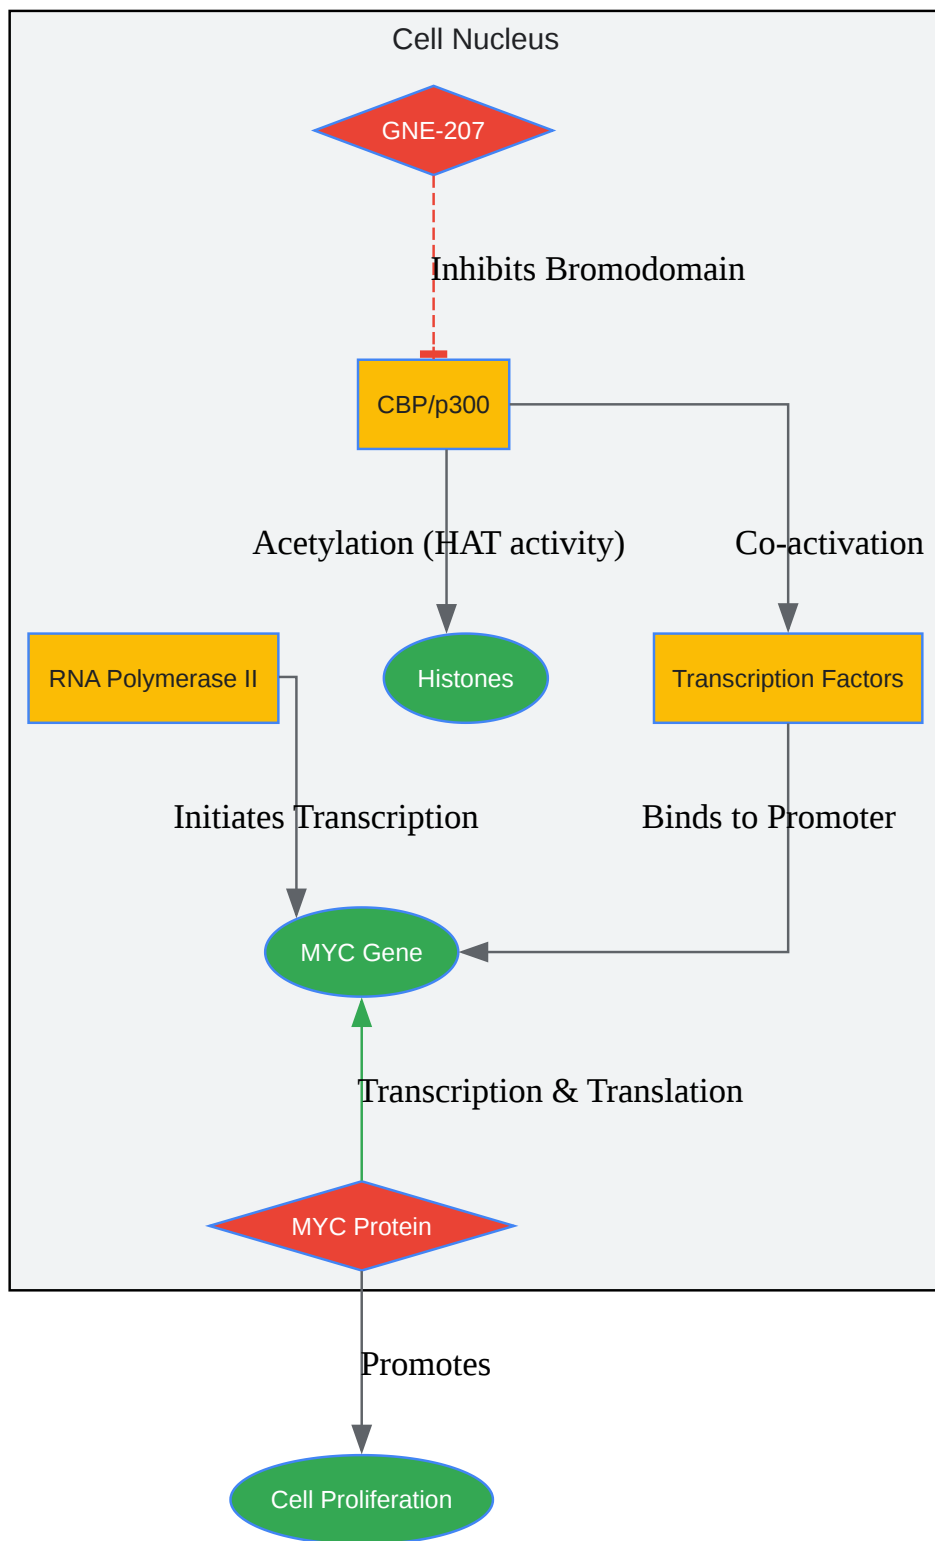 Cell Nucleus
GNE-207
Inhibits Bromodomain
CBP/p300
Acetylation (HAT activity)
Co-activation
RNA Polymerase II
Histones
Transcription Factors
Initiates Transcription
Binds to Promoter
MYC Gene
Transcription & Translation
MYC Protein
Promotes
Cell Proliferation